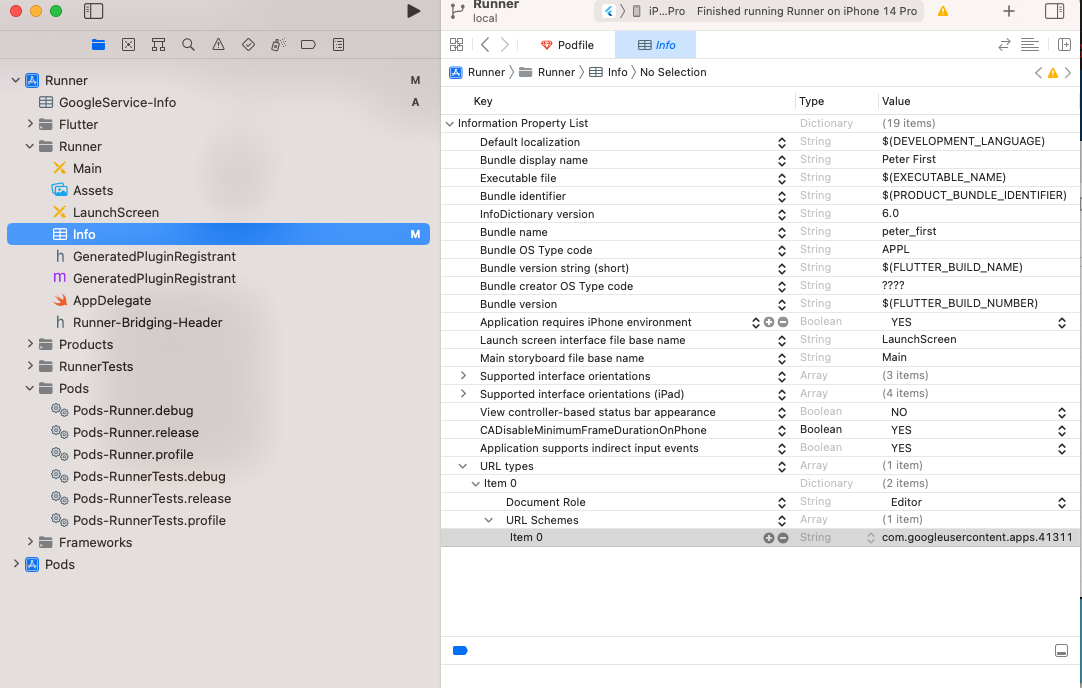 Runner
local
iP...Pro Finished running Runner on iPhone 14 Pro
Podfile
Info
Runner Runner Info No Selection
Runner M
GoogleService-Info A
Flutter
Runner
Main
Assets
LaunchScreen
Info M
h GeneratedPluginRegistrant
m GeneratedPluginRegistrant
AppDelegate
h Runner-Bridging-Header
Products
RunnerTests
Pods
Pods-Runner.debug
Pods-Runner.release
Pods-Runner.profile
Pods-RunnerTests.debug
Pods-RunnerTests.release
Pods-RunnerTests.profile
Frameworks
Pods
Key Type Value
Information Property List Dictionary (19 items)
Default localization String $(DEVELOPMENT_LANGUAGE)
Bundle display name String Peter First
Executable file String $(EXECUTABLE_NAME)
Bundle identifier String $(PRODUCT_BUNDLE_IDENTIFIER)
InfoDictionary version String 6.0
Bundle name String peter_first
Bundle OS Type code String APPL
Bundle version string (short) String $(FLUTTER_BUILD_NAME)
Bundle creator OS Type code String ????
Bundle version String $(FLUTTER_BUILD_NUMBER)
Application requires iPhone environment Boolean YES
Launch screen interface file base name String LaunchScreen
Main storyboard file base name String Main
Supported interface orientations Array (3 items)
Supported interface orientations (iPad) Array (4 items)
View controller-based status bar appearance Boolean NO
CADisableMinimumFrameDurationOnPhone Boolean YES
Application supports indirect input events Boolean YES
URL types Array (1 item)
Item 0 Dictionary (2 items)
Document Role String Editor
URL Schemes Array (1 item)
Item 0 String com.googleusercontent.apps.41311